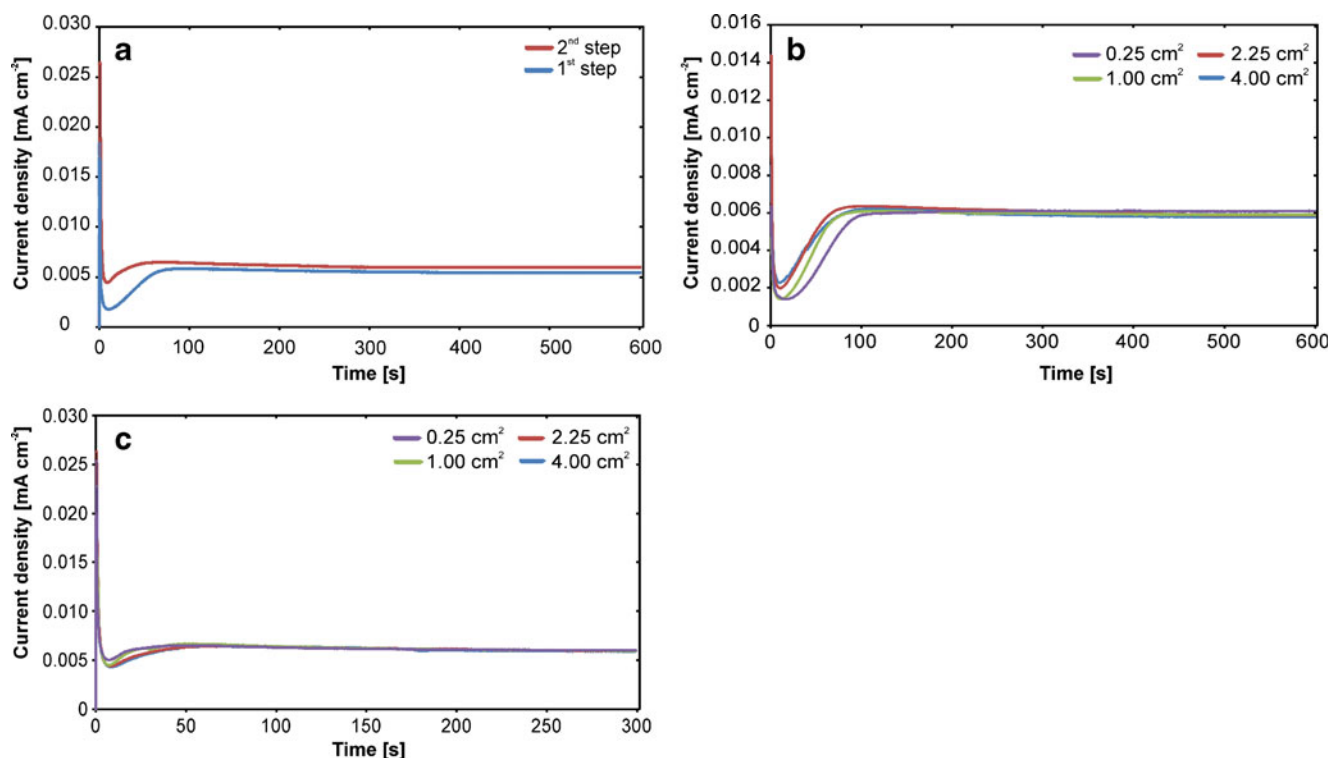 a
2nd step
1st step
0.030
0.025
0.020
0.015
0.010
0.005
0
Current density [mA cm-2]
0 100 200 300 400 500 600
Time [s]
b
0.25 cm2 2.25 cm2
1.00 cm2 4.00 cm2
0.016
0.014
0.012
0.010
0.008
0.006
0.004
0.002
0
Current density [mA cm-2]
0 100 200 300 400 500 600
Time [s]
c
0.25 cm2 2.25 cm2
1.00 cm2 4.00 cm2
0.030
0.025
0.020
0.015
0.010
0.005
0
Current density [mA cm-2]
0 50 100 150 200 250 300
Time [s]